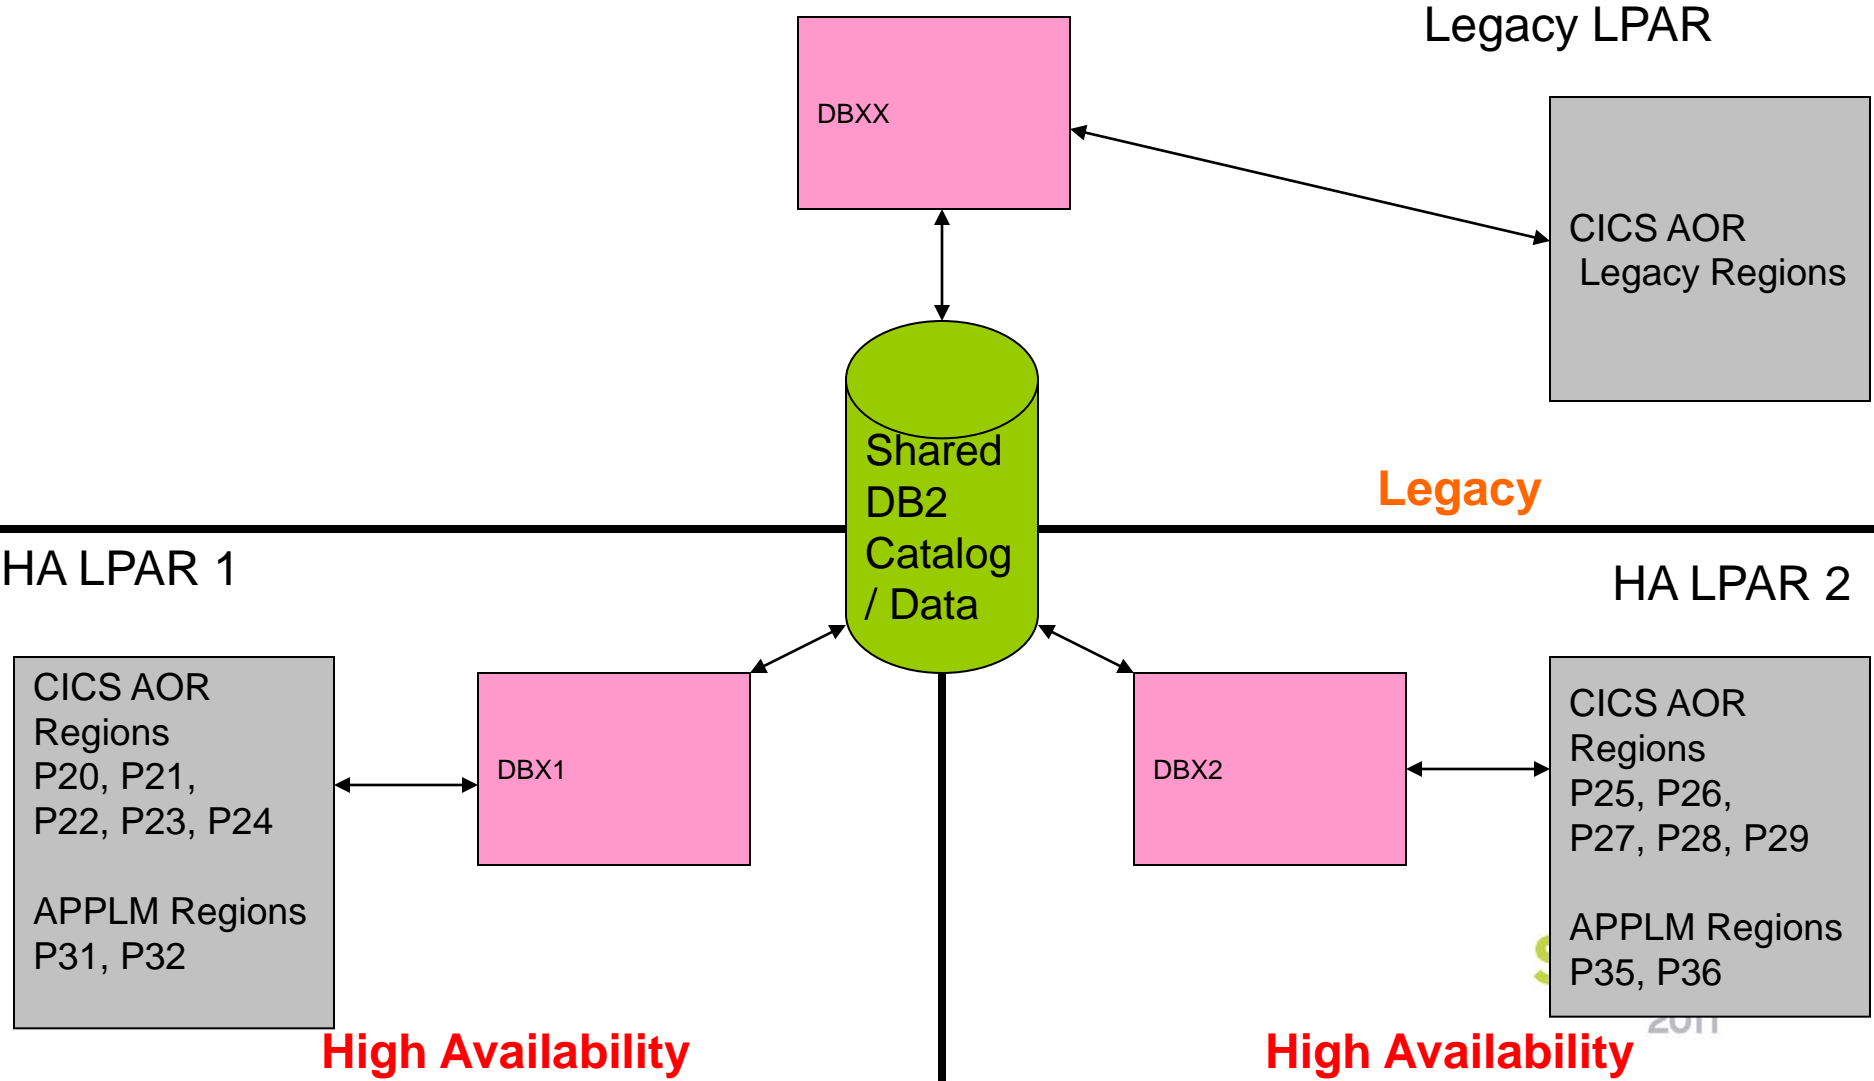 Legacy LPAR
DBXX
CICS AOR
Legacy Regions
Shared
DB2
Catalog
/ Data
Legacy
HA LPAR 1
HA LPAR 2
CICS AOR
Regions
P20, P21,
P22, P23, P24
APPLM Regions
P31, P32
DBX1
DBX2
CICS AOR
Regions
P25, P26,
P27, P28, P29
APPLM Regions
P35, P36
2011
High Availability
High Availability